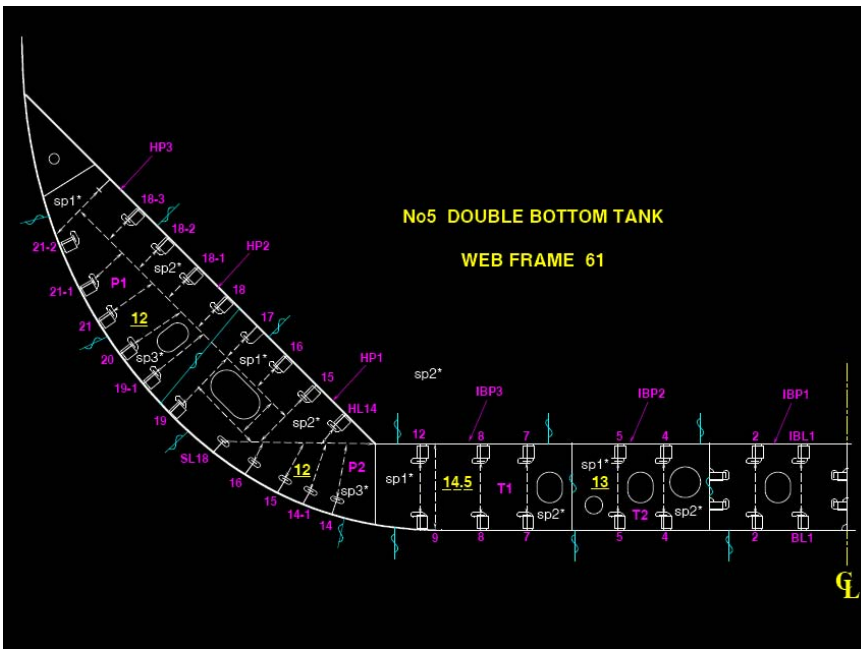 HP3
sp1*
18-3
21-2
18-2
No5 DOUBLE BOTTOM TANK
WEB FRAME 61
18-1
HP2
sp2*
21-1
P1
18
21
12
17
20
sp3*
16
sp1*
HP1
19-1
15
sp2*
19
HL14
sp2*
IBP3
IBP2
IBP1
SL18
12
8
7
5
4
2
IBL1
16
12
P2
sp1*
14.5
T1
sp1*
13
15
sp3*
14-1
14
sp2*
T2
sp2*
9
8
7
5
4
2
BL1
CL